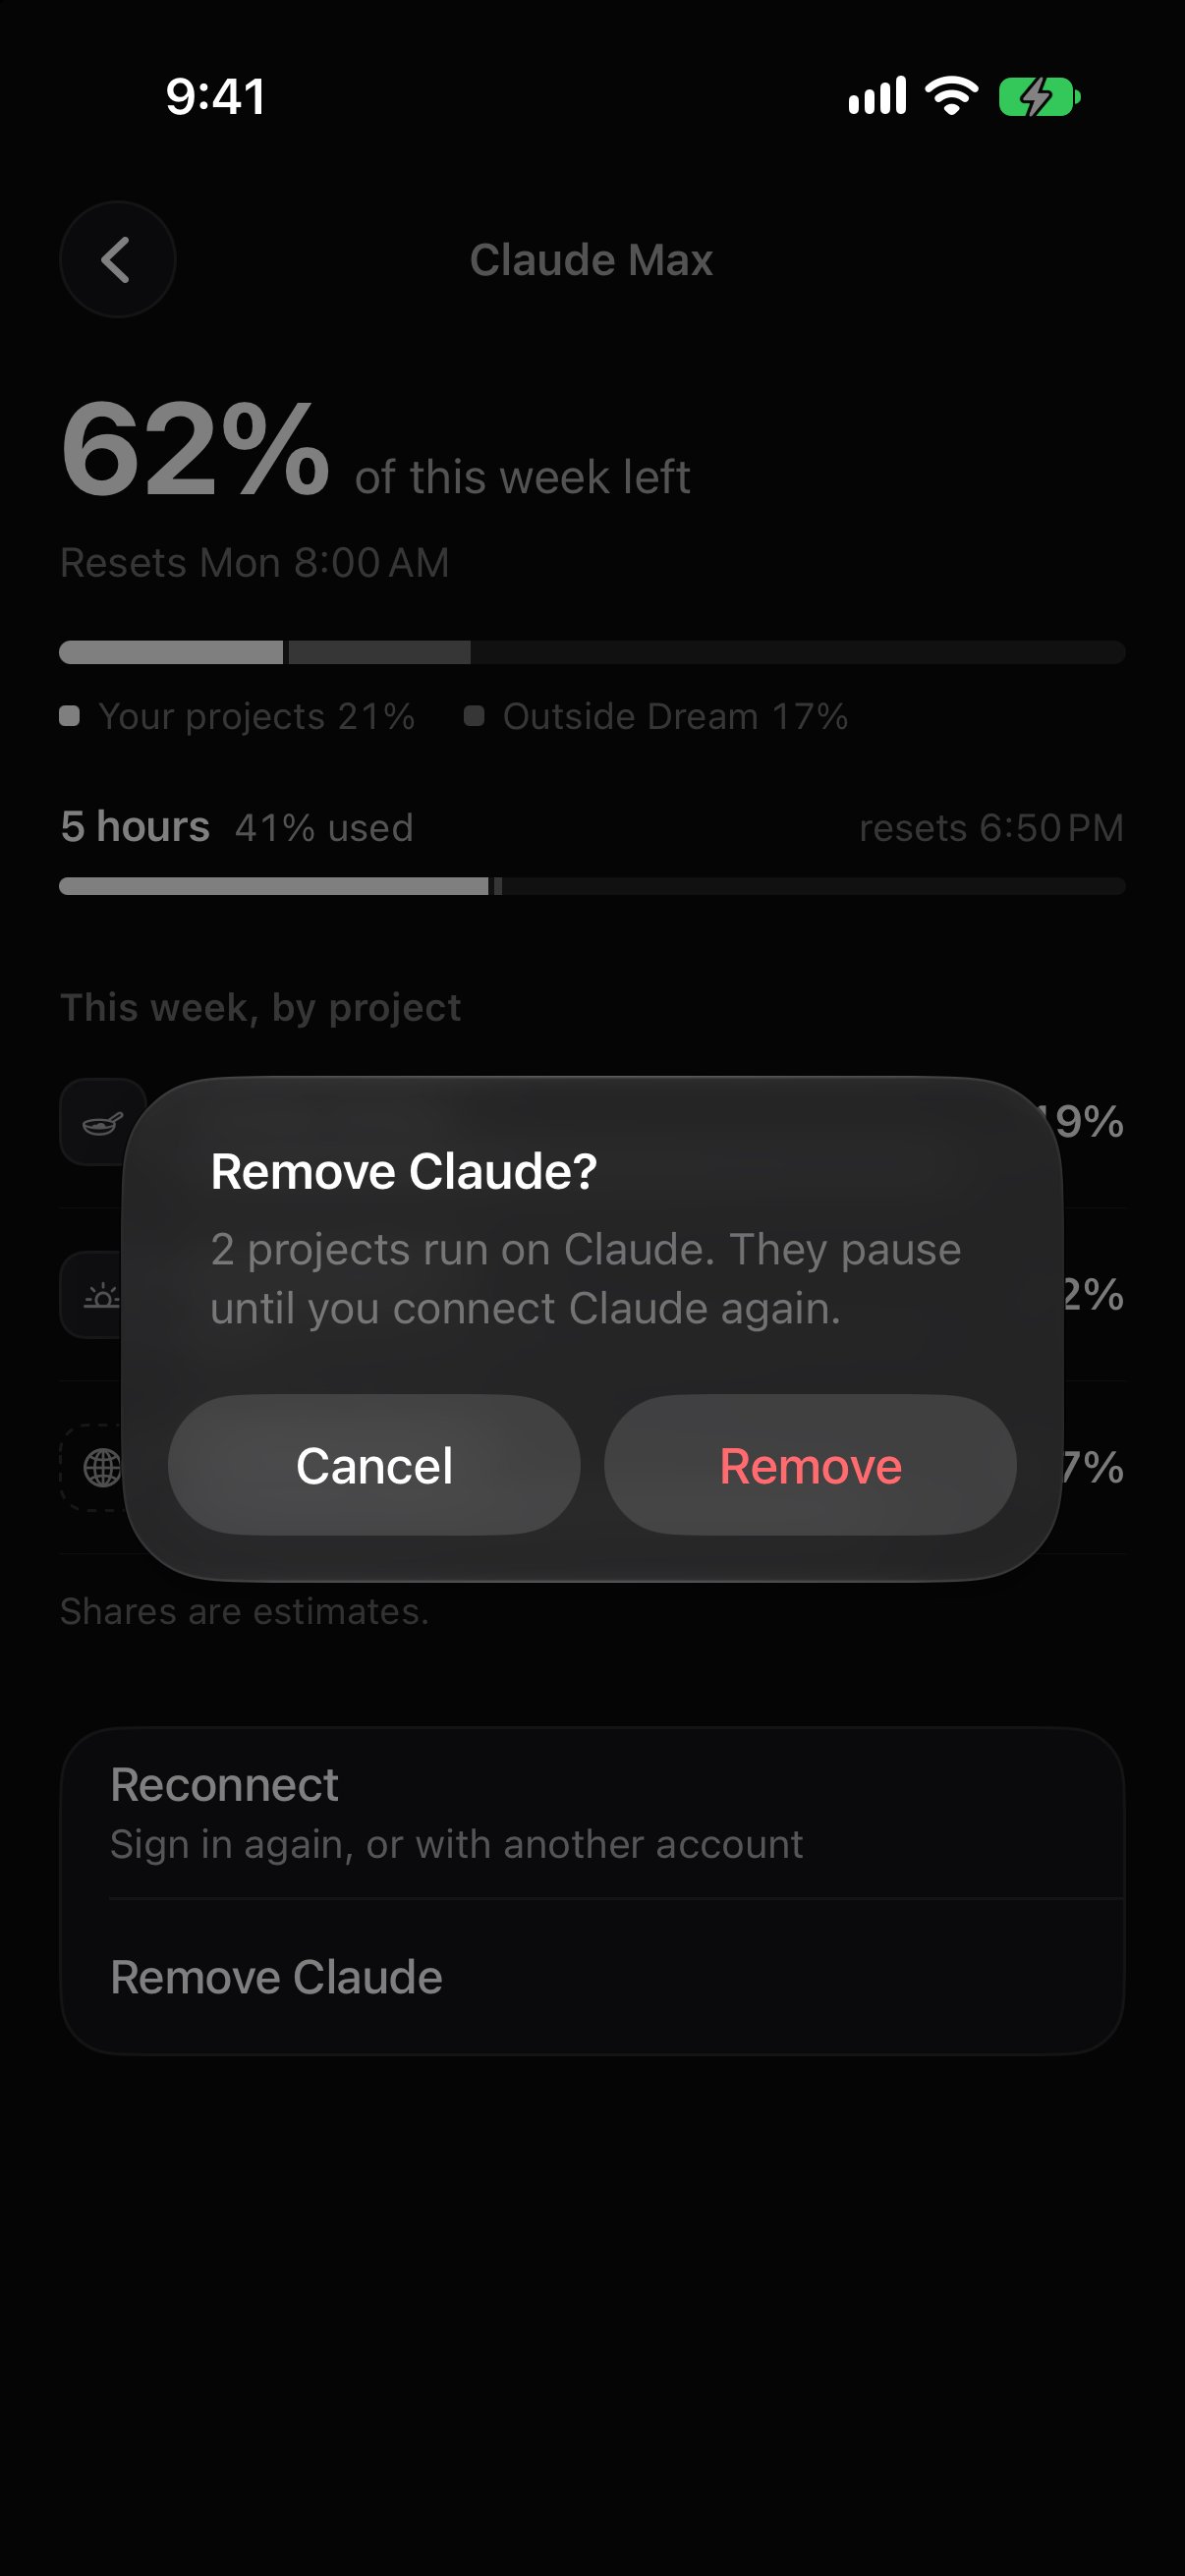 9:41
Claude Max
62% of this week left
Resets Mon 8:00 AM
Your projects 21% Outside Dream 17%
5 hours 41% used resets 6:50 PM
This week, by project
Remove Claude?
2 projects run on Claude. They pause
until you connect Claude again.
Cancel Remove
Shares are estimates.
Reconnect
Sign in again, or with another account
Remove Claude